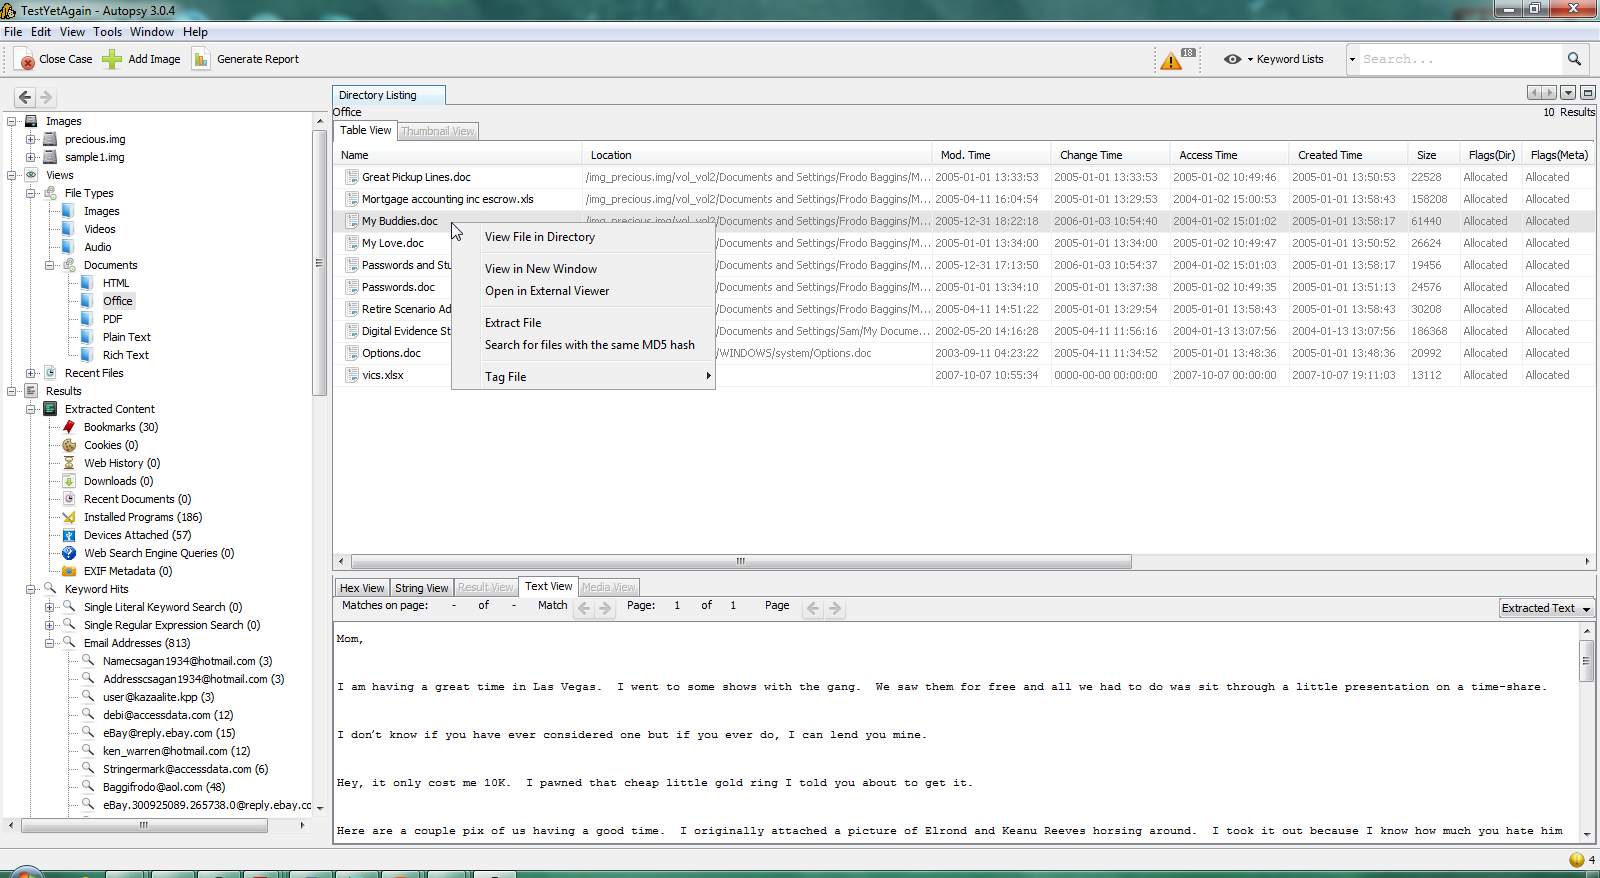 TestYetAgain - Autopsy 3.0.4
File Edit View Tools Window Help
Close Case Add Image Generate Report 18 Keyword Lists Search...
Directory Listing
Office
10 Results
Table View Thumbnail View
Name Location Mod. Time Change Time Access Time Created Time Size Flags(Dir) Flags(Meta)
Great Pickup Lines.doc /img_precious.img/vol_vol2/Documents and Settings/Frodo Baggins/M... 2005-01-01 13:33:53 2005-01-01 13:33:53 2005-01-02 10:49:46 2005-01-01 13:50:53 22528 Allocated Allocated
Mortgage accounting inc escrow.xls /img_precious.img/vol_vol2/Documents and Settings/Frodo Baggins/M... 2005-04-11 16:04:54 2005-01-01 13:29:53 2004-01-02 15:00:53 2005-01-01 13:58:43 158208 Allocated Allocated
My Buddies.doc /img_precious.img/vol_vol2/Documents and Settings/Frodo Baggins/M... 2005-12-31 18:22:18 2006-01-03 10:54:40 2004-01-02 15:01:02 2005-01-01 13:58:17 61440 Allocated Allocated
My Love.doc /Documents and Settings/Frodo Baggins/M... 2005-01-01 13:34:00 2005-01-01 13:34:00 2005-01-02 10:49:47 2005-01-01 13:50:52 26624 Allocated Allocated
Passwords and Stu /Documents and Settings/Frodo Baggins/M... 2005-12-31 17:13:50 2006-01-03 10:54:37 2004-01-02 15:01:03 2005-01-01 13:58:17 19456 Allocated Allocated
Passwords.doc /Documents and Settings/Frodo Baggins/M... 2005-01-01 13:34:10 2005-01-01 13:37:38 2005-01-02 10:49:35 2005-01-01 13:51:13 24576 Allocated Allocated
Retire Scenario Ad /Documents and Settings/Frodo Baggins/M... 2005-04-11 14:51:22 2005-01-01 13:29:54 2005-01-01 13:58:43 2005-01-01 13:58:43 30208 Allocated Allocated
Digital Evidence St /Documents and Settings/Sam/My Docume... 2002-05-20 14:16:28 2005-04-11 11:56:16 2004-01-13 13:07:56 2004-01-13 13:07:56 186368 Allocated Allocated
Options.doc /WINDOWS/system/Options.doc 2003-09-11 04:23:22 2005-04-11 11:34:52 2005-01-01 13:48:36 2005-01-01 13:48:36 20992 Allocated Allocated
vics.xlsx 2007-10-07 10:55:34 0000-00-00 00:00:00 2007-10-07 00:00:00 2007-10-07 19:11:03 13112 Allocated Allocated
View File in Directory
View in New Window
Open in External Viewer
Extract File
Search for files with the same MD5 hash
Tag File
Images
precious.img
sample1.img
Views
File Types
Images
Videos
Audio
Documents
HTML
Office
PDF
Plain Text
Rich Text
Recent Files
Results
Extracted Content
Bookmarks (30)
Cookies (0)
Web History (0)
Downloads (0)
Recent Documents (0)
Installed Programs (186)
Devices Attached (57)
Web Search Engine Queries (0)
EXIF Metadata (0)
Keyword Hits
Single Literal Keyword Search (0)
Single Regular Expression Search (0)
Email Addresses (813)
Namecsagan1934@hotmail.com (3)
Addresscsagan1934@hotmail.com (3)
user@kazaalite.kpp (3)
debi@accessdata.com (12)
eBay@reply.ebay.com (15)
ken_warren@hotmail.com (12)
Stringermark@accessdata.com (6)
Baggifrodo@aol.com (48)
eBay.300925089.265738.0@reply.ebay.co
Hex View String View Result View Text View Media View
Matches on page: - of - Match Page: 1 of 1 Page Extracted Text
Mom,
I am having a great time in Las Vegas. I went to some shows with the gang. We saw them for free and all we had to do was sit through a little presentation on a time-share.
I don't know if you have ever considered one but if you ever do, I can lend you mine.
Hey, it only cost me 10K. I pawned that cheap little gold ring I told you about to get it.
Here are a couple pix of us having a good time. I originally attached a picture of Elrond and Keanu Reeves horsing around. I took it out because I know how much you hate him
4